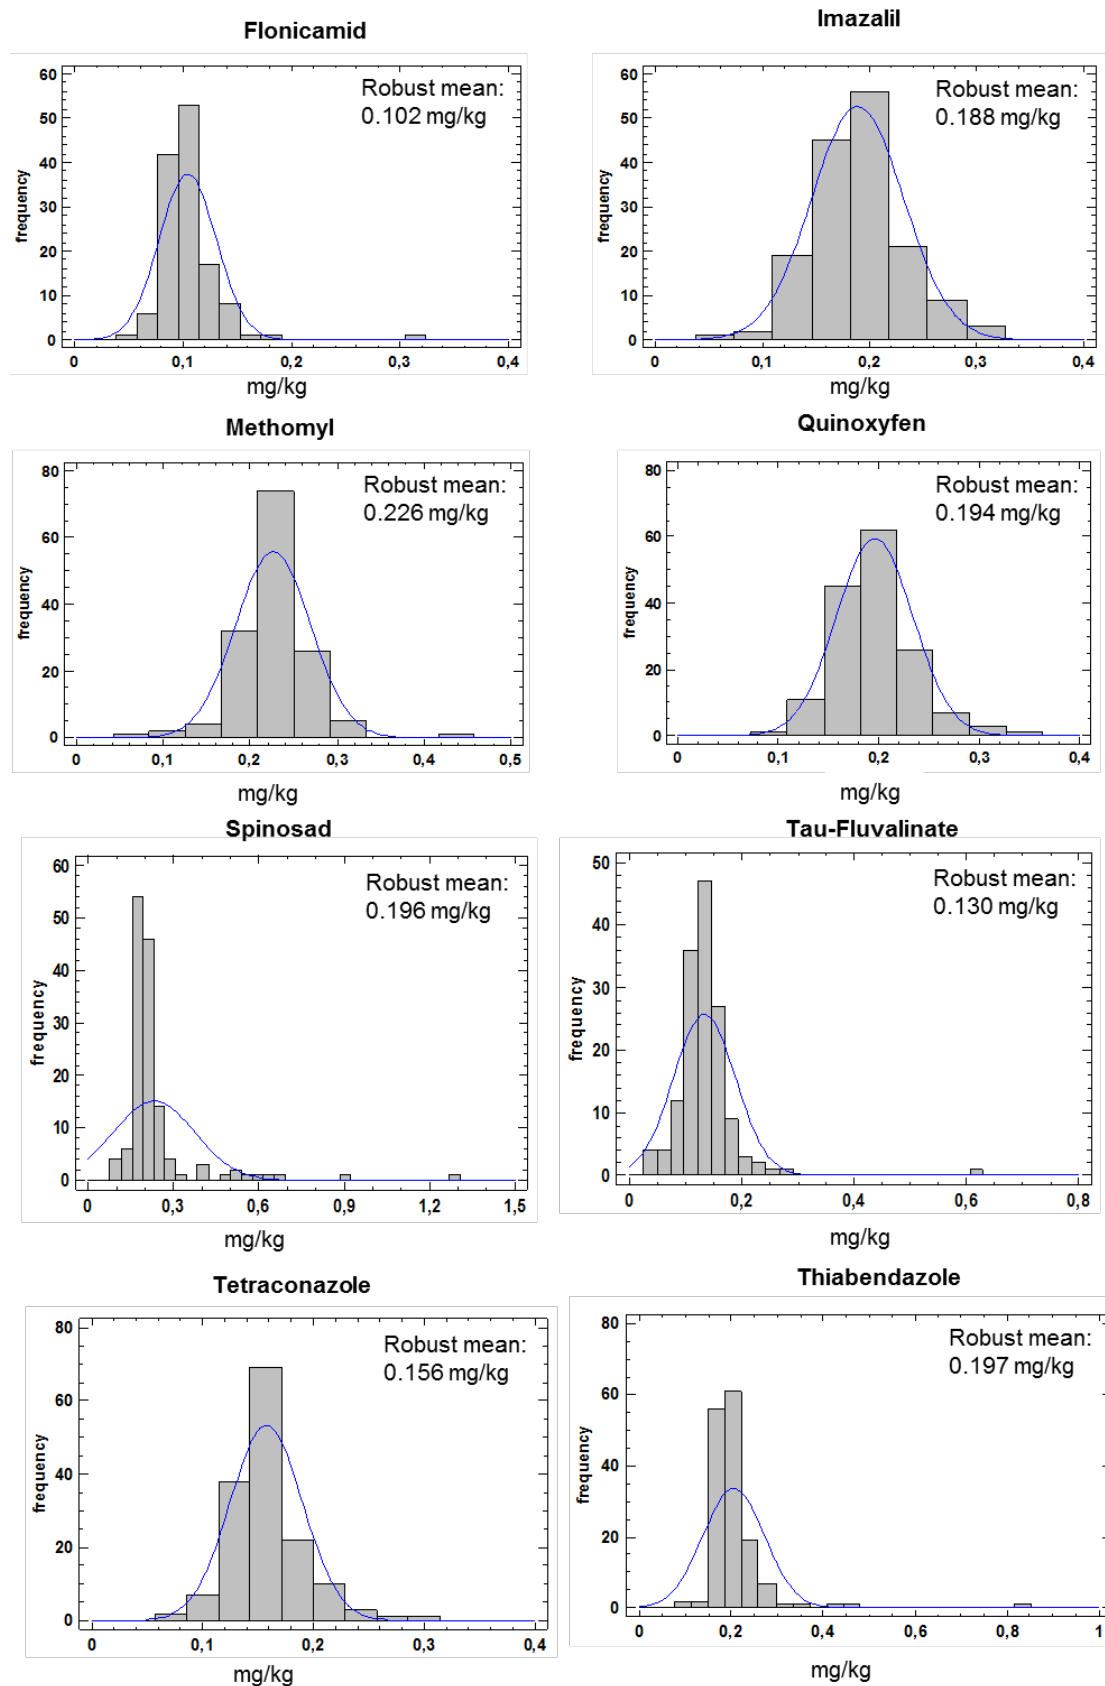 Flonicamid
Robust mean:
0.102 mg/kg
60
50
40
30
20
10
0
frequency
0 0,1 0,2 0,3 0,4
mg/kg
Imazalil
Robust mean:
0.188 mg/kg
60
50
40
30
20
10
0
frequency
0 0,1 0,2 0,3 0,4
mg/kg
Methomyl
Robust mean:
0.226 mg/kg
80
60
40
20
0
frequency
0 0,1 0,2 0,3 0,4 0,5
mg/kg
Quinoxyfen
Robust mean:
0.194 mg/kg
80
60
40
20
0
frequency
0 0,1 0,2 0,3 0,4
mg/kg
Spinosad
Robust mean:
0.196 mg/kg
60
50
40
30
20
10
0
frequency
0 0,3 0,6 0,9 1,2 1,5
mg/kg
Tau-Fluvalinate
Robust mean:
0.130 mg/kg
50
40
30
20
10
0
frequency
0 0,2 0,4 0,6 0,8
mg/kg
Tetraconazole
Robust mean:
0.156 mg/kg
80
60
40
20
0
frequency
0 0,1 0,2 0,3 0,4
mg/kg
Thiabendazole
Robust mean:
0.197 mg/kg
80
60
40
20
0
frequency
0 0,2 0,4 0,6 0,8 1
mg/kg